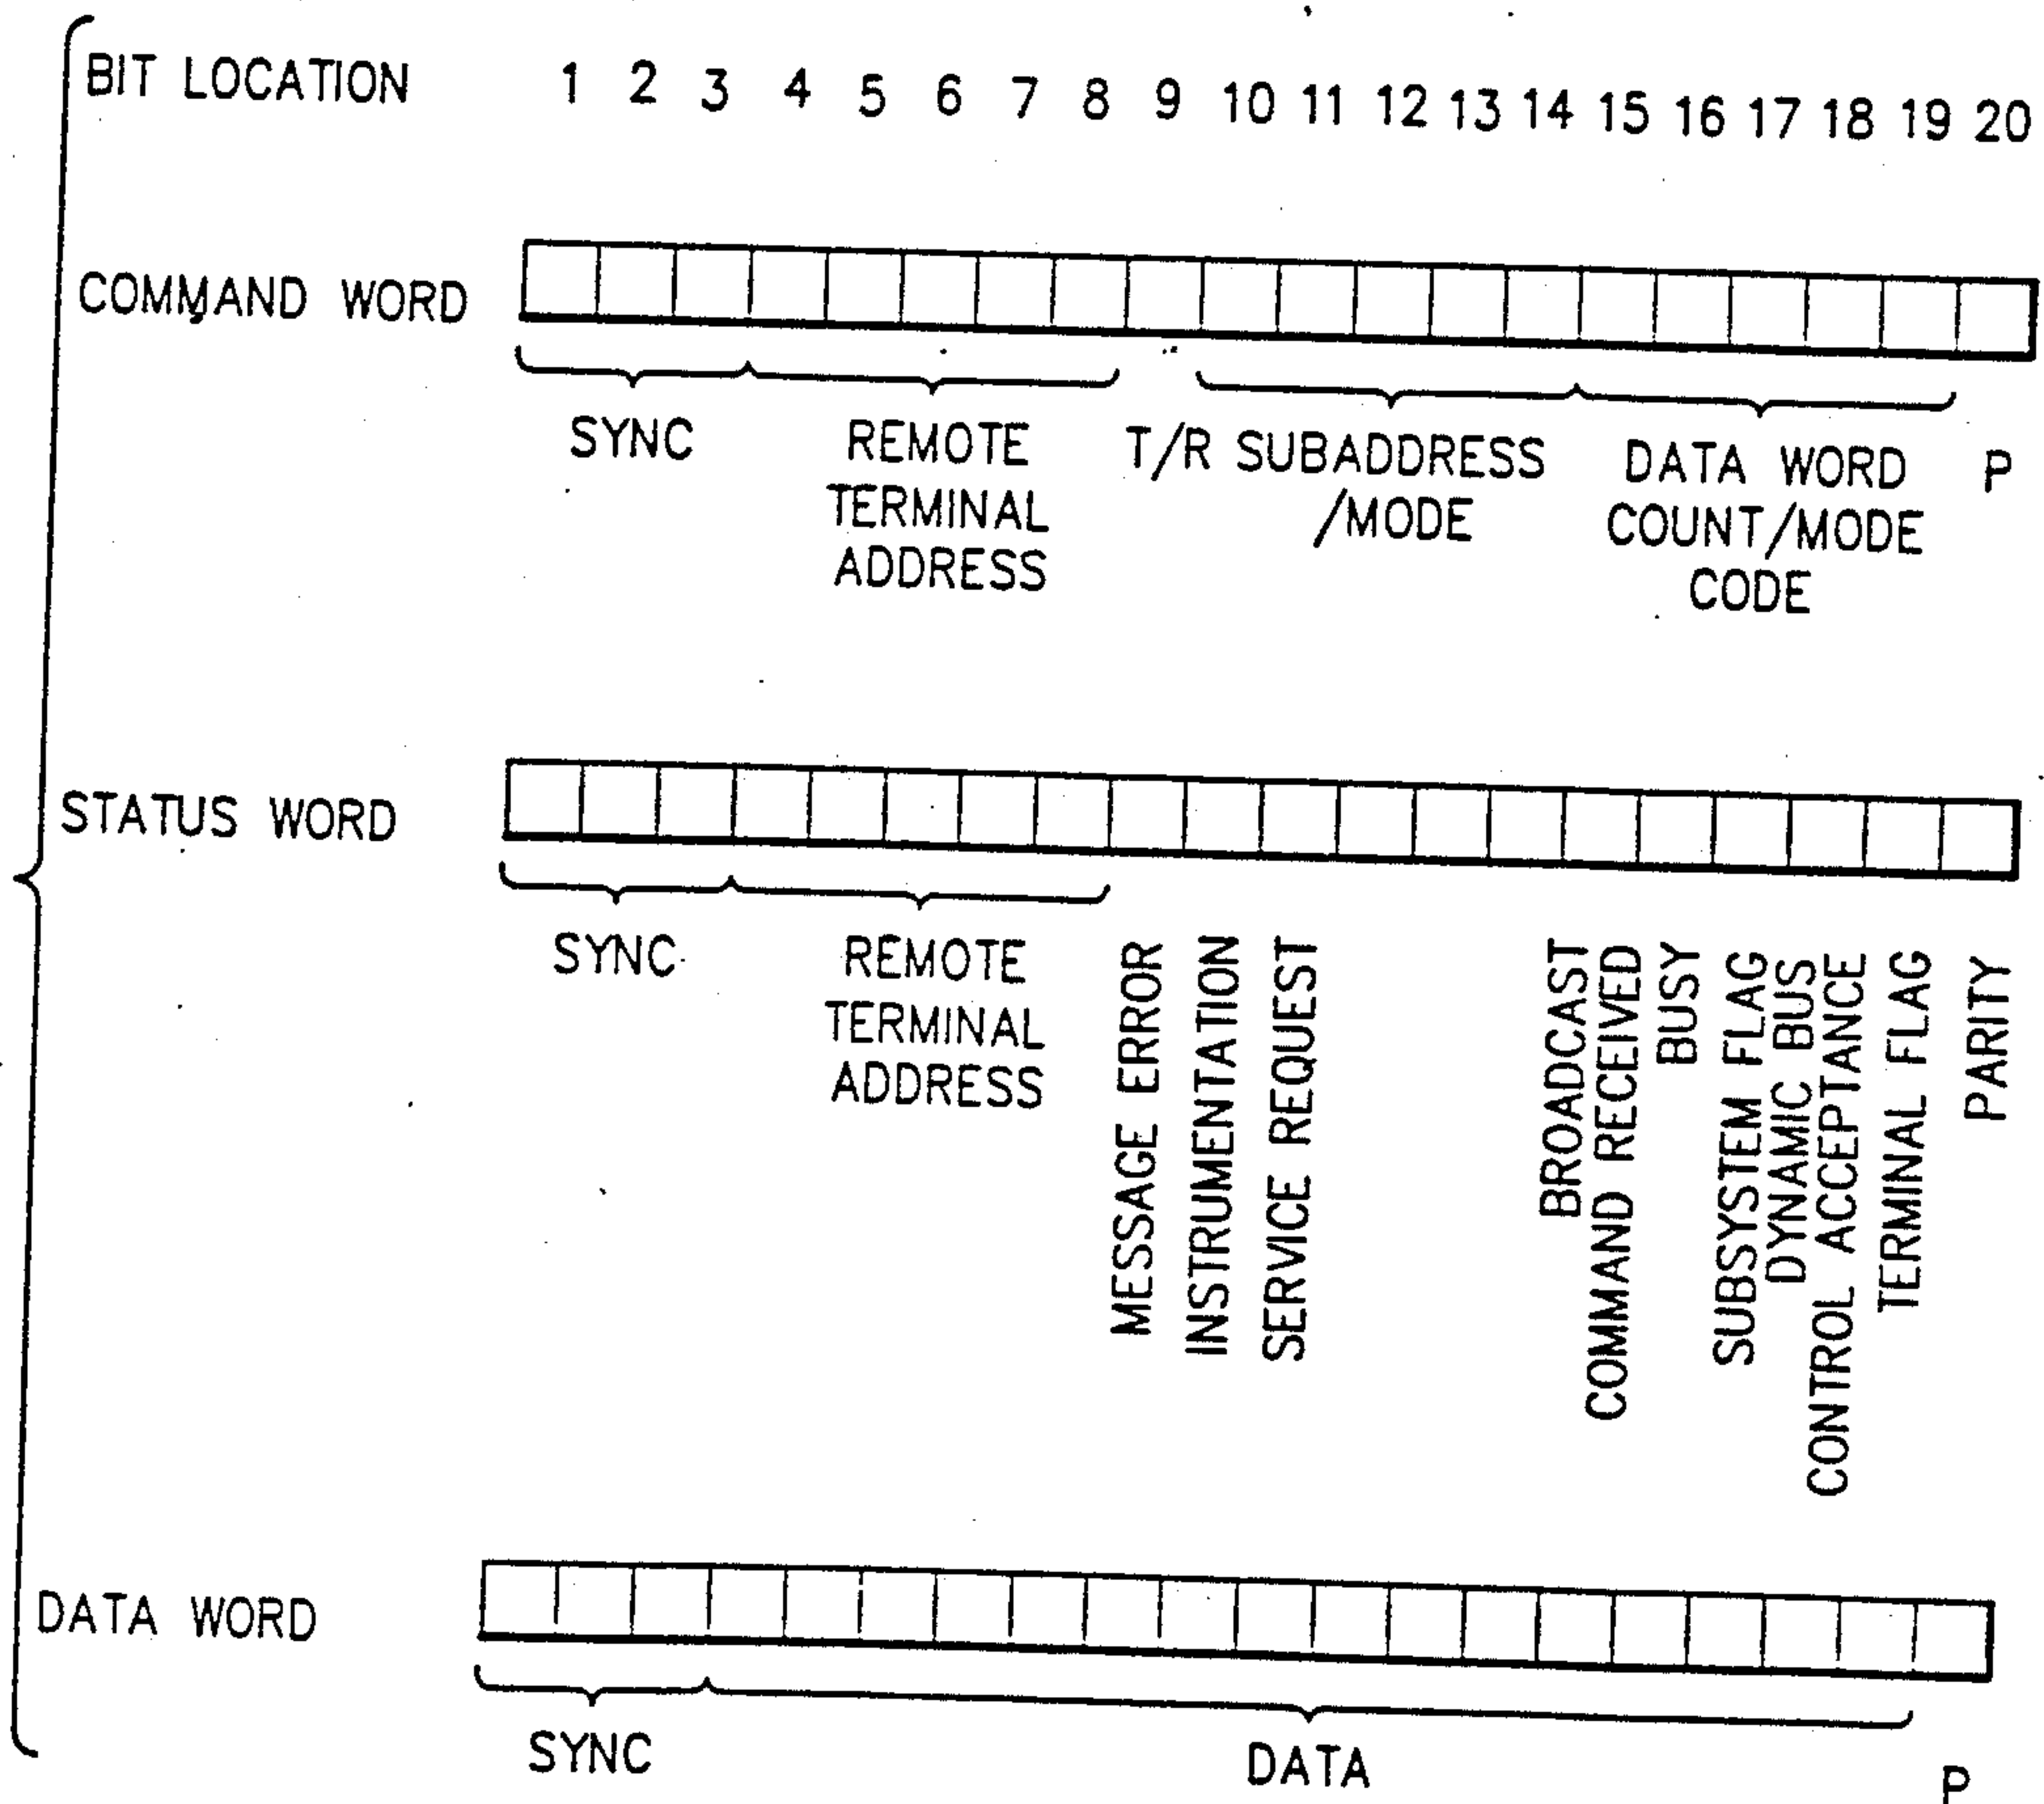 BIT LOCATION 1 2 3 4 5 6 7 8 9 10 11 12 13 14 15 16 17 18 19 20
COMMAND WORD
SYNC
REMOTE
TERMINAL
ADDRESS
T/R SUBADDRESS
/MODE
DATA WORD
COUNT/MODE
CODE
P
STATUS WORD
SYNC
REMOTE
TERMINAL
ADDRESS
MESSAGE ERROR
INSTRUMENTATION
SERVICE REQUEST
BROADCAST
COMMAND RECEIVED
BUSY
SUBSYSTEM FLAG
DYNAMIC BUS
CONTROL ACCEPTANCE
TERMINAL FLAG
PARITY
DATA WORD
SYNC
DATA
P